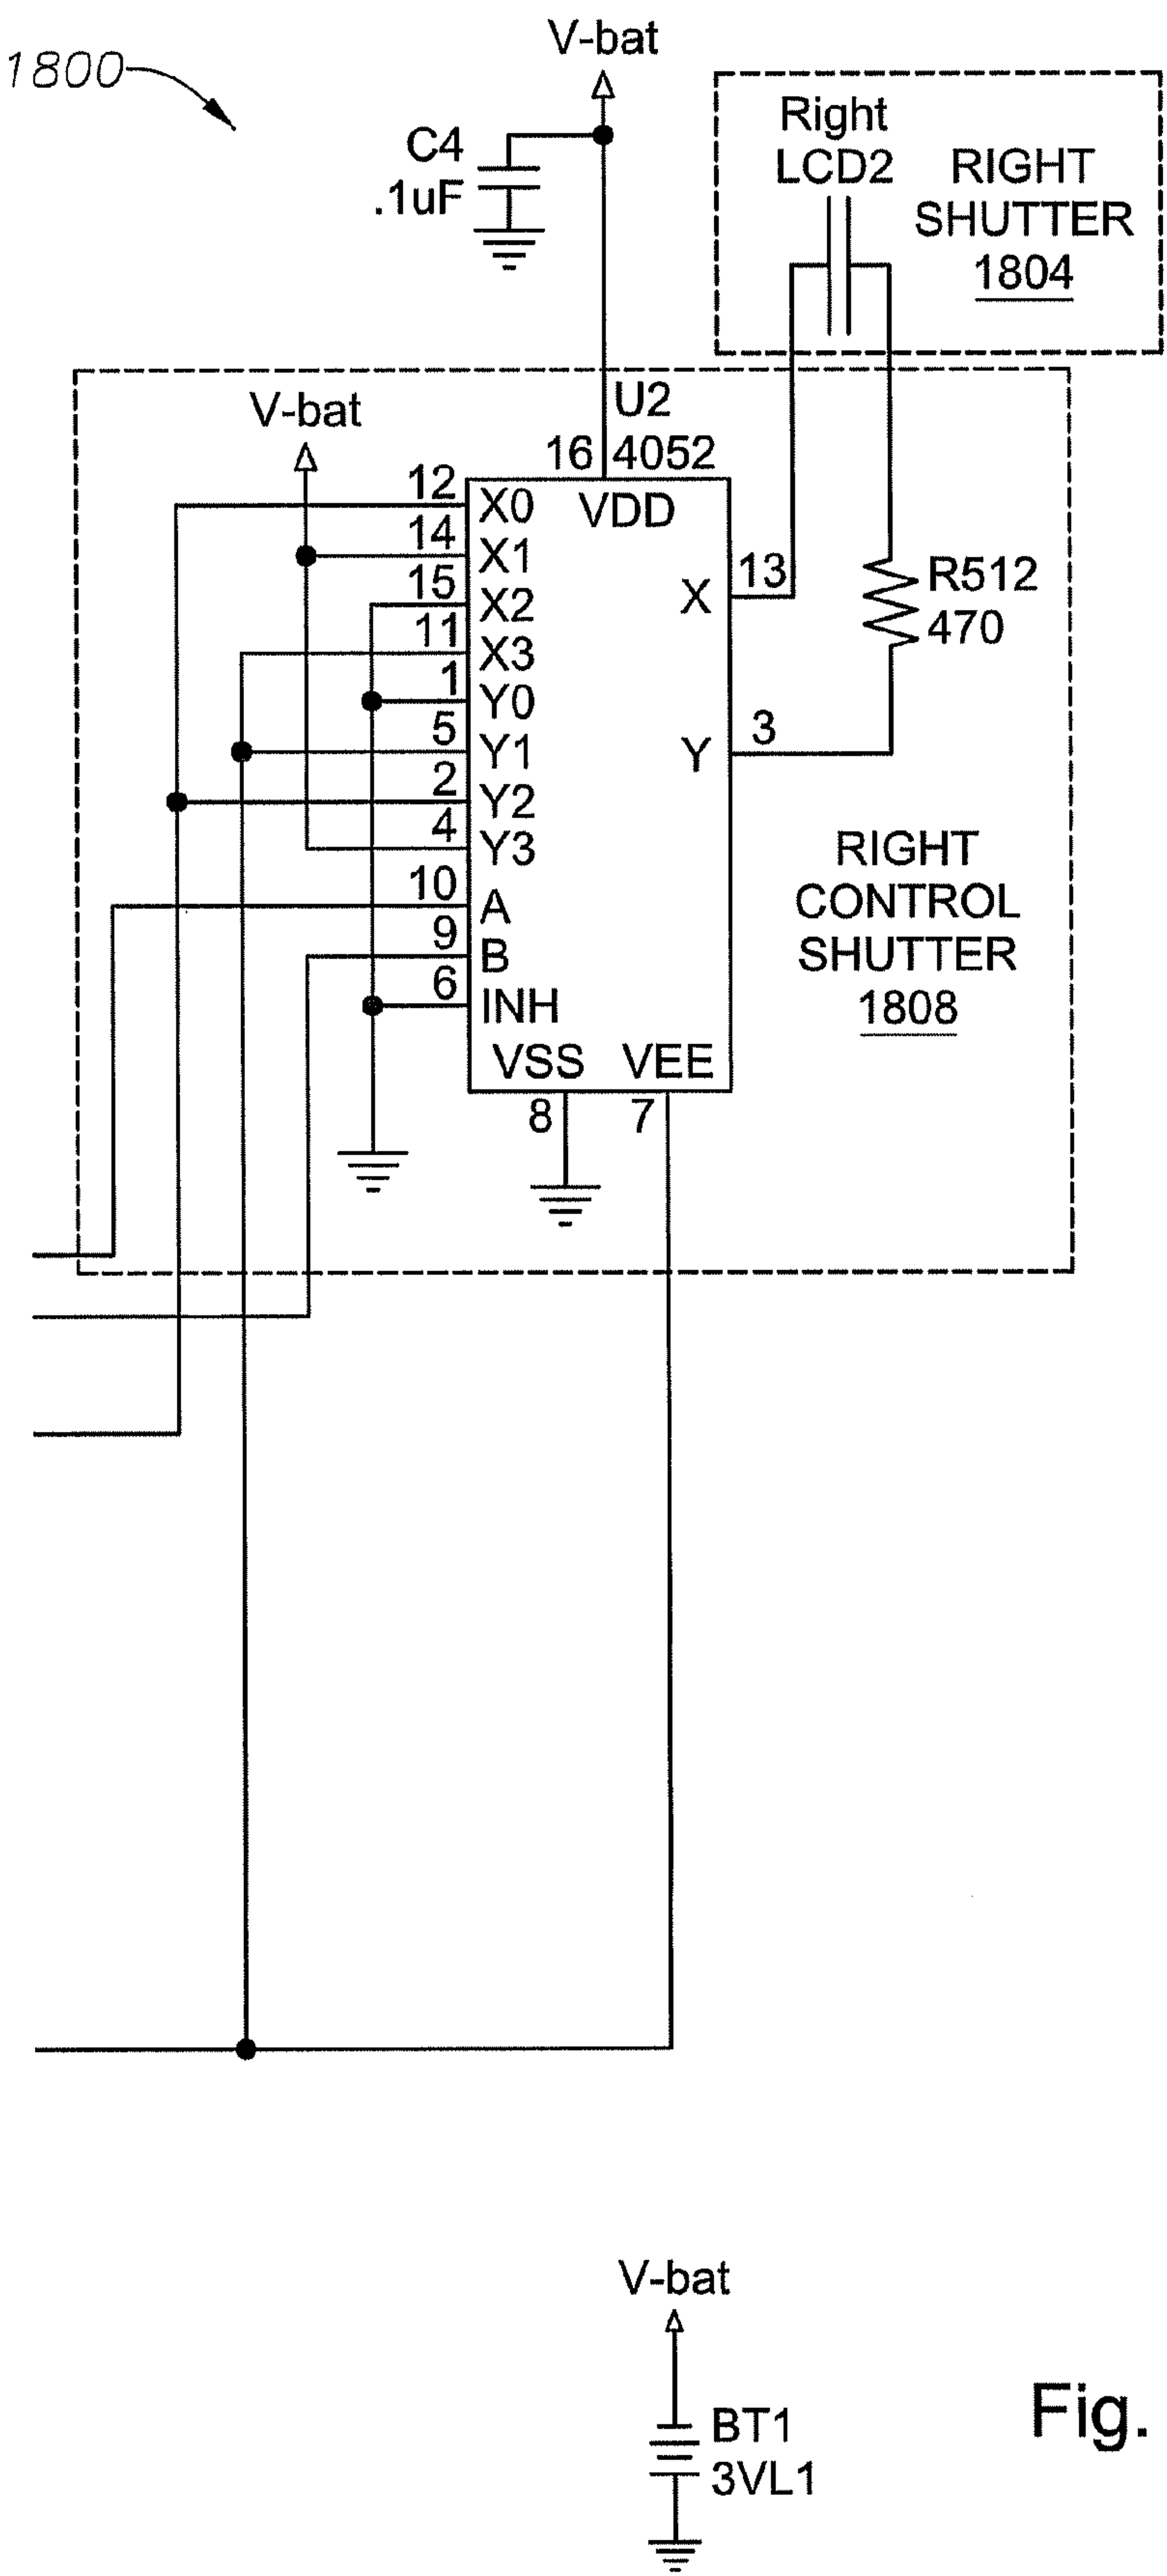 1800
V-bat
C4
.1uF
Right
LCD2
RIGHT
SHUTTER
1804
V-bat
U2
16 4052
VDD
12 X0
14 X1
15 X2
11 X3
1 Y0
5 Y1
2 Y2
4 Y3
10 A
9 B
6 INH
VSS VEE
8 7
X 13
Y 3
R512
470
RIGHT
CONTROL
SHUTTER
1808
V-bat
BT1
3VL1
Fig.